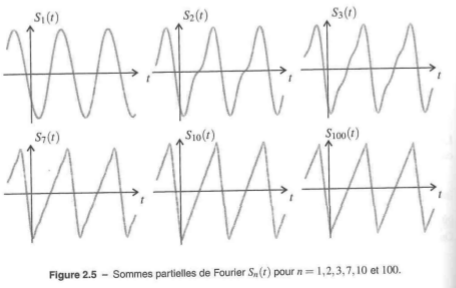 S₁(t) S₂(t) S₃(t)
t t t
S₇(t) S₁₀(t) S₁₀₀(t)
t t t
Figure 2.5 – Sommes partielles de Fourier Sₙ(t) pour n = 1,2,3,7,10 et 100.